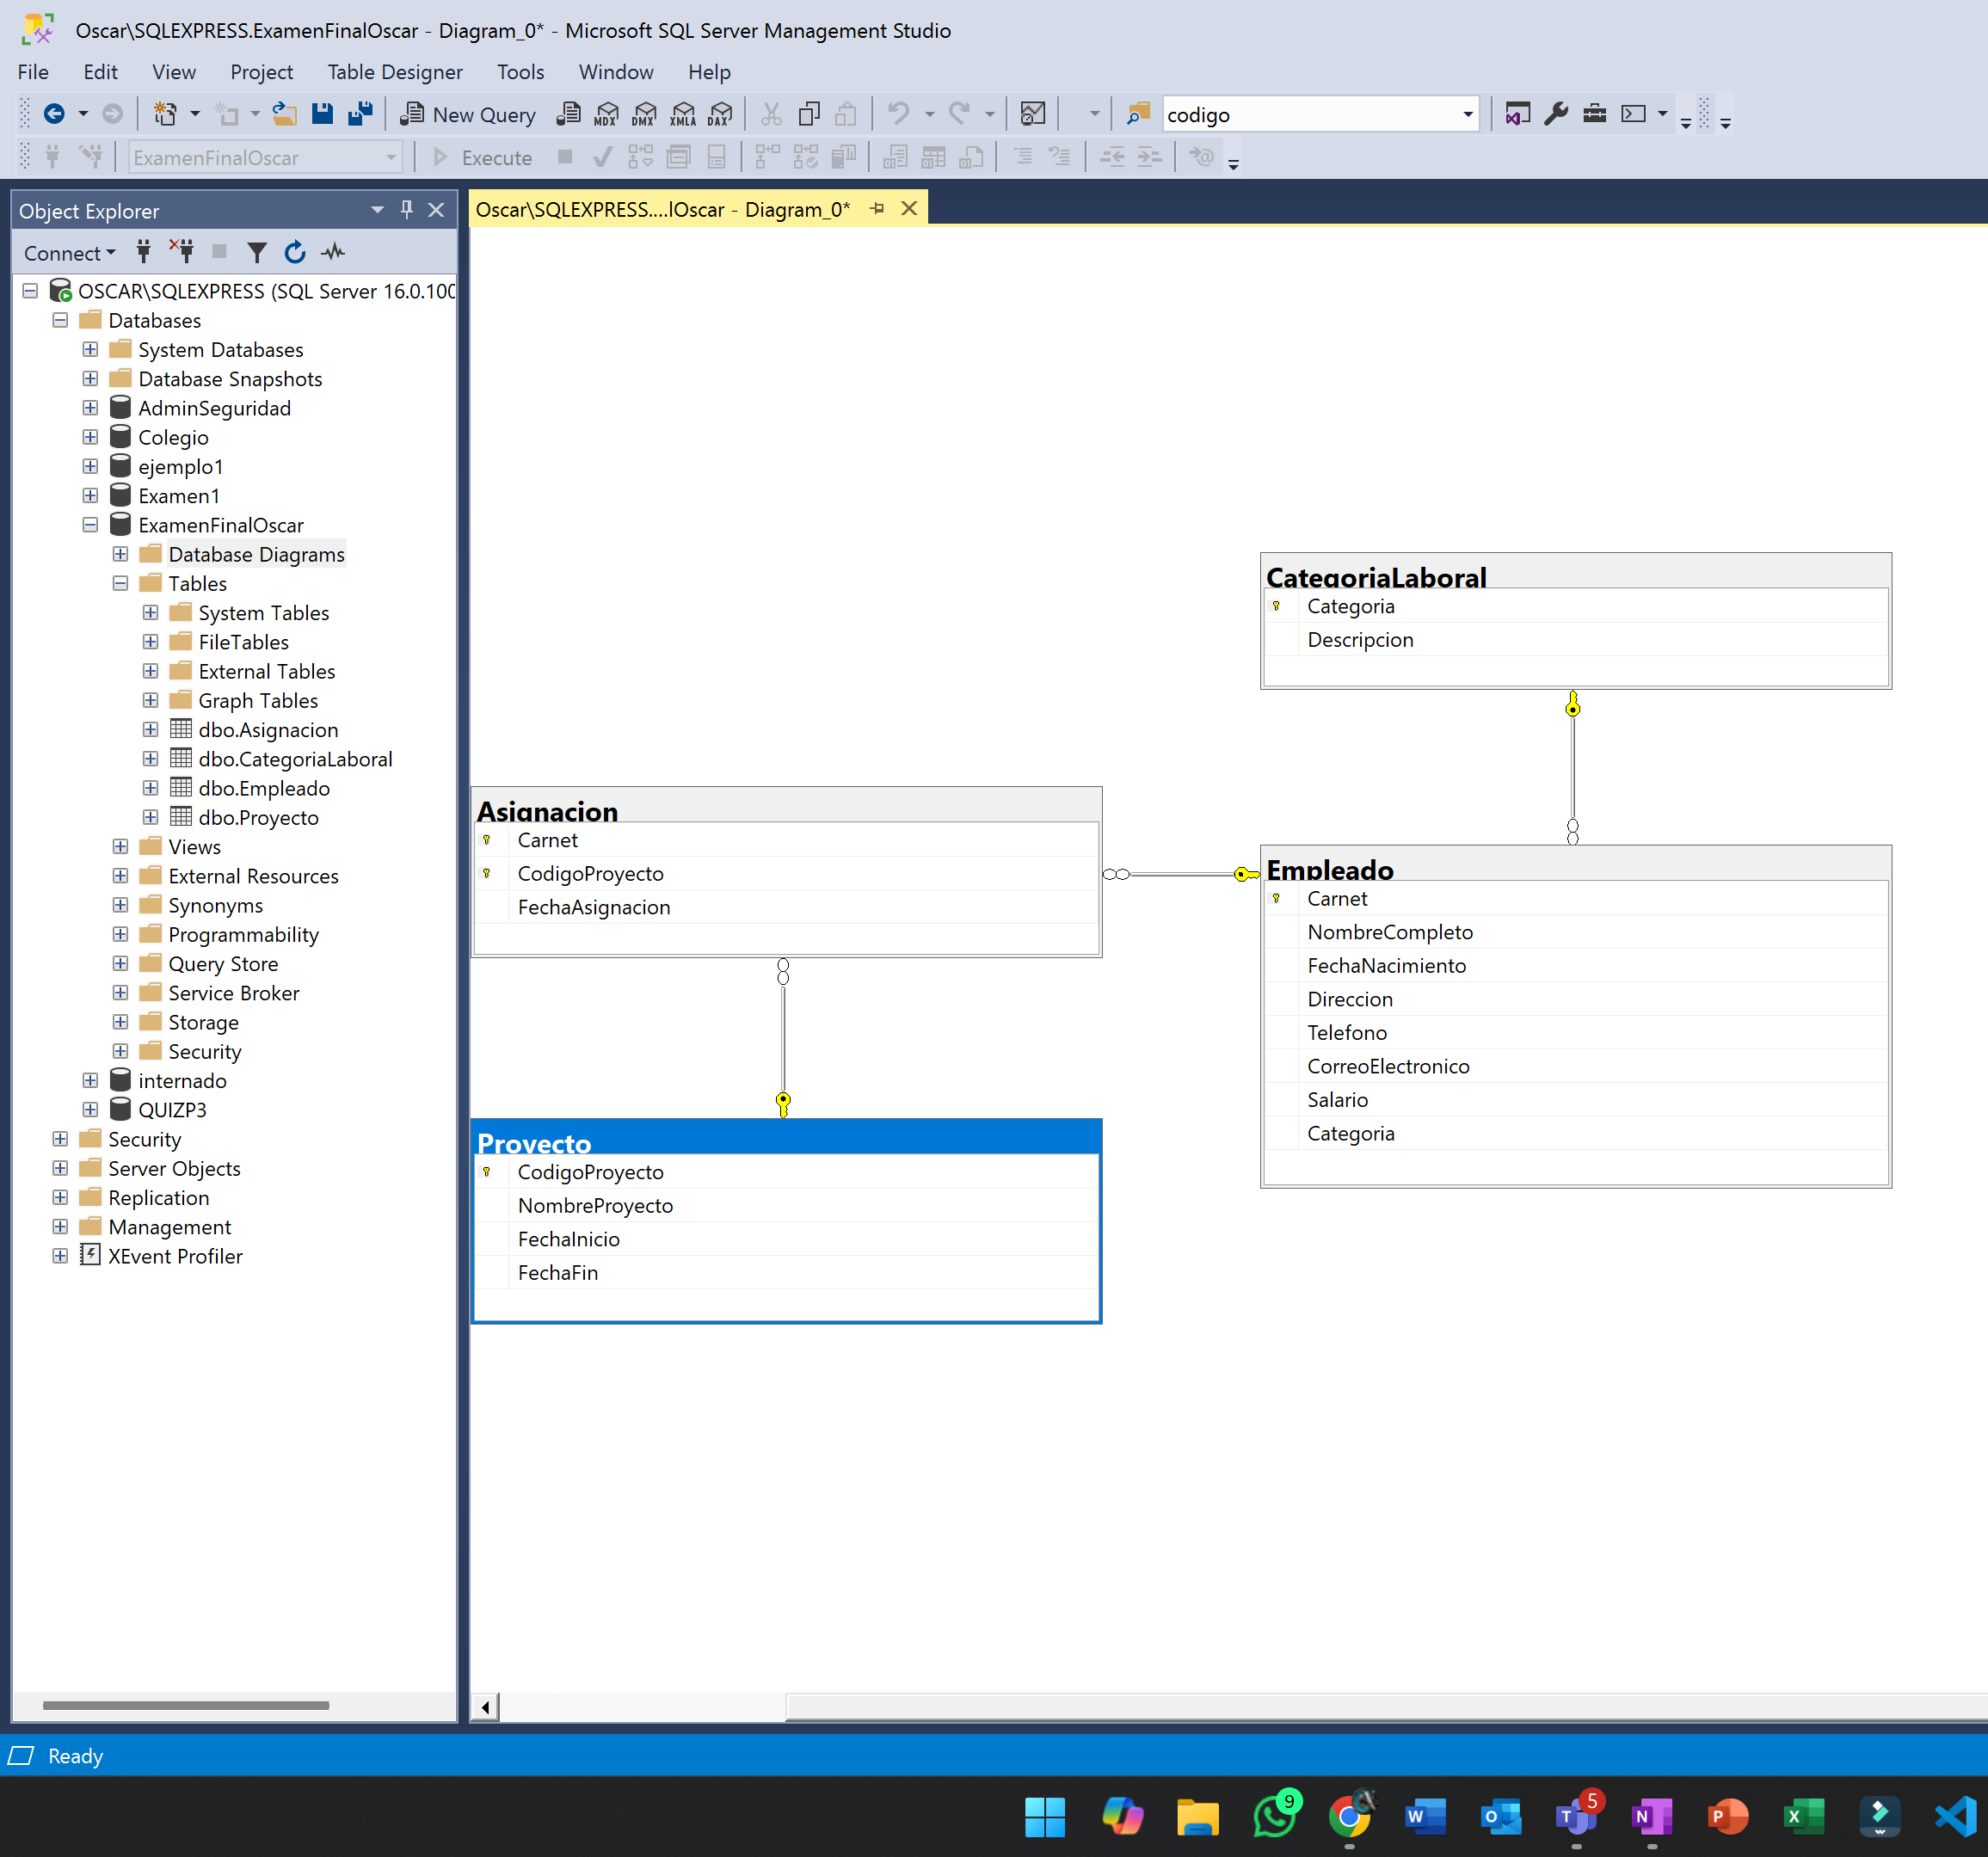 Oscar\SQLEXPRESS.ExamenFinalOscar - Diagram_0* - Microsoft SQL Server Management Studio
File Edit View Project Table Designer Tools Window Help
New Query MDX DMX XMLA DAX codigo
ExamenFinalOscar Execute
Object Explorer
Connect
OSCAR\SQLEXPRESS (SQL Server 16.0.100
Databases
System Databases
Database Snapshots
AdminSeguridad
Colegio
ejemplo1
Examen1
ExamenFinalOscar
Database Diagrams
Tables
System Tables
FileTables
External Tables
Graph Tables
dbo.Asignacion
dbo.CategoriaLaboral
dbo.Empleado
dbo.Proyecto
Views
External Resources
Synonyms
Programmability
Query Store
Service Broker
Storage
Security
internado
QUIZP3
Security
Server Objects
Replication
Management
XEvent Profiler
Oscar\SQLEXPRESS....lOscar - Diagram_0*
CategoriaLaboral
Categoria
Descripcion
Asignacion
Carnet
CodigoProyecto
FechaAsignacion
Empleado
Carnet
NombreCompleto
FechaNacimiento
Direccion
Telefono
CorreoElectronico
Salario
Categoria
Proyecto
CodigoProyecto
NombreProyecto
FechaInicio
FechaFin
Ready
9
5
W
O
T
N
P
X